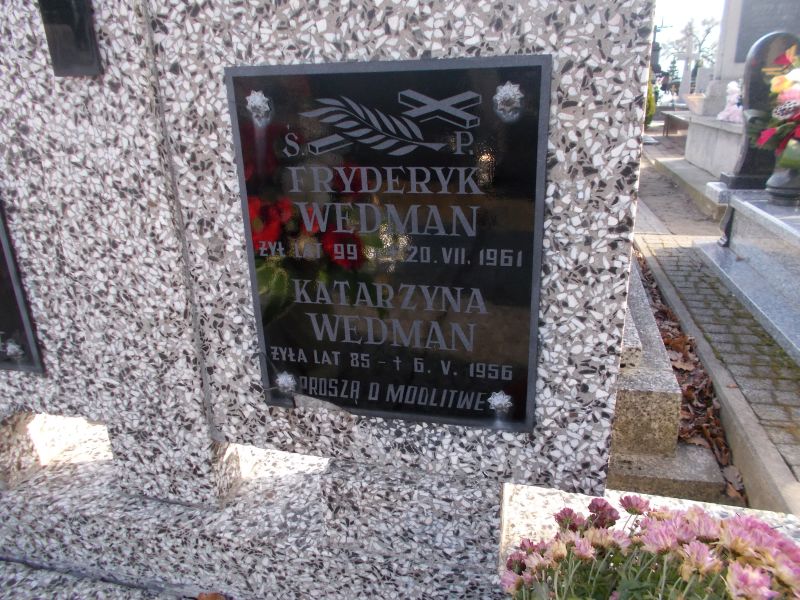 Ś P.
FRYDERYK
WEDMAN
ŻYŁ LAT 99 - † 20. VII. 1961
KATARZYNA
WEDMAN
ŻYŁA LAT 85 - † 6. V. 1956
PROSZĄ O MODLITWĘ